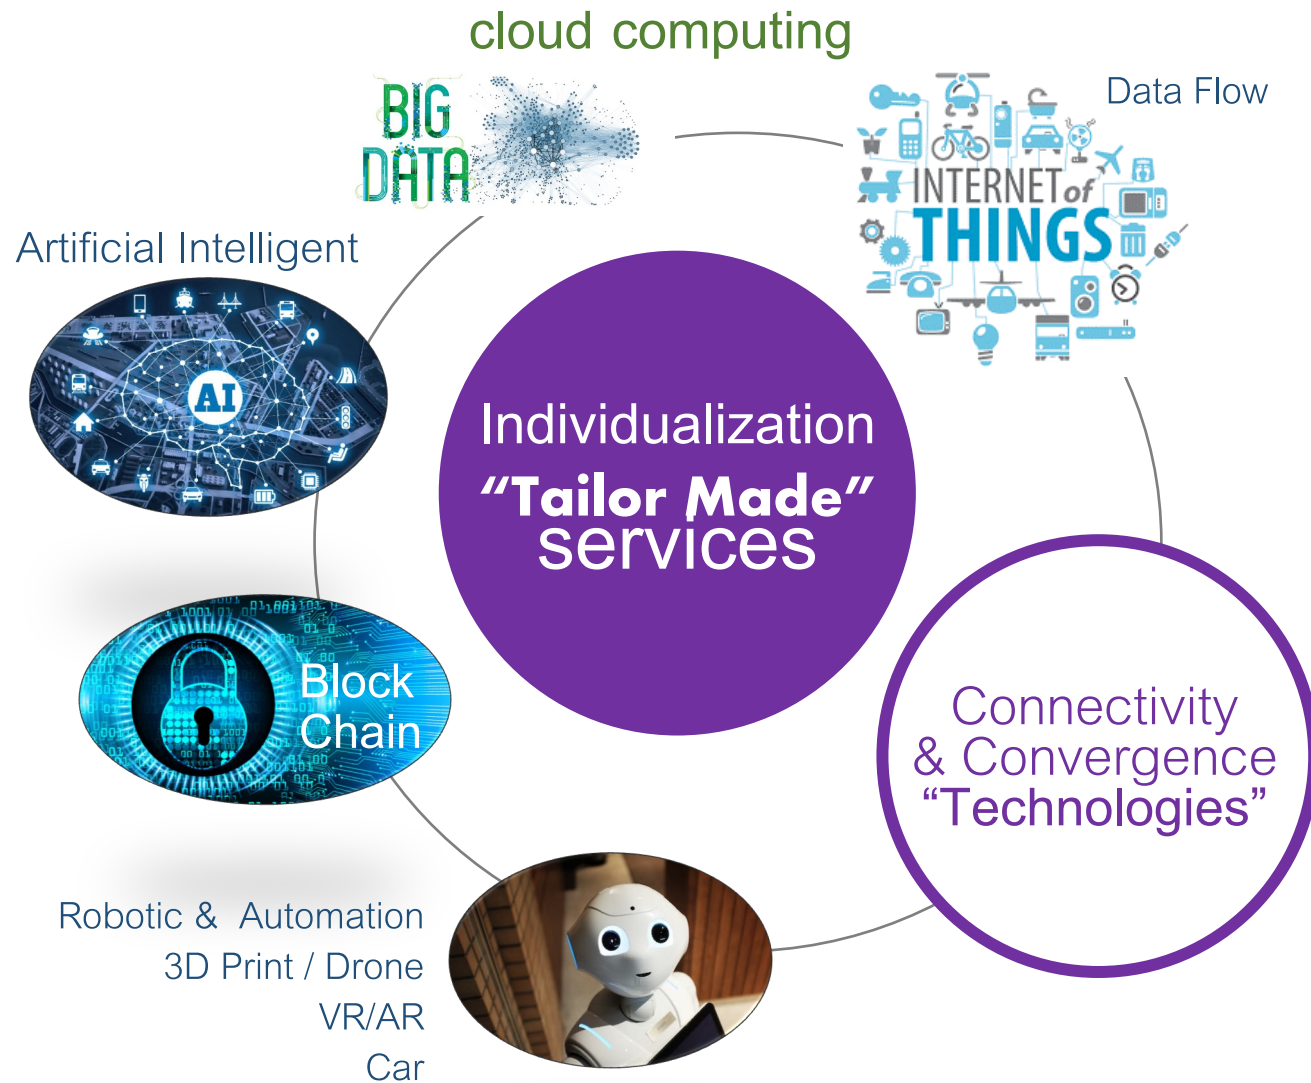 cloud computing
BIG
DATA
Data Flow
INTERNET of
THINGS
Artificial Intelligent
AI
Individualization
“Tailor Made”
services
Block
Chain
Connectivity
& Convergence
“Technologies”
Robotic &  Automation
3D Print / Drone
VR/AR
Car